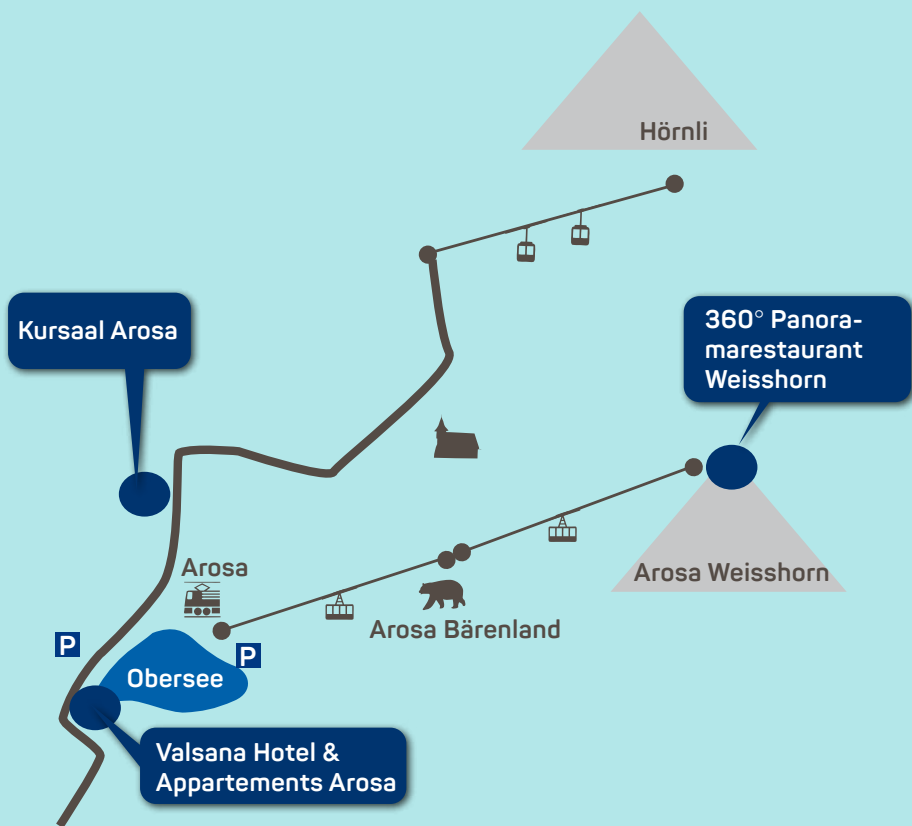 Hörnli
Kursaal Arosa
360° Panora-
marestaurant
Weisshorn
Arosa
Arosa Weisshorn
Arosa Bärenland
P
P
Obersee
Valsana Hotel &
Appartements Arosa